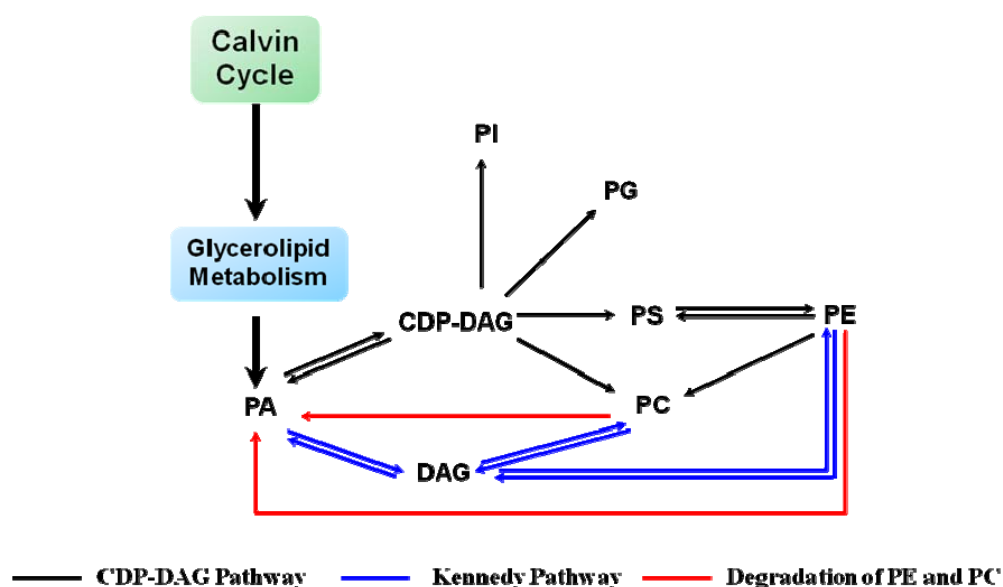 Calvin
Cycle
PI
PG
Glycerolipid
Metabolism
CDP-DAG
PS
PE
PA
PC
DAG
CDP-DAG Pathway
Kennedy Pathway
Degradation of PE and PC